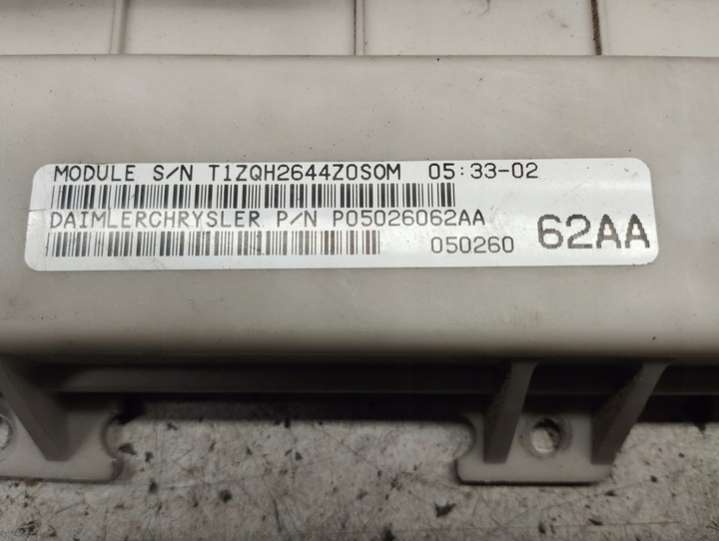 MODULE S/N T1ZQH2644Z0S0M 05:33-02
DAIMLERCHRYSLER P/N P05026062AA
050260 62AA